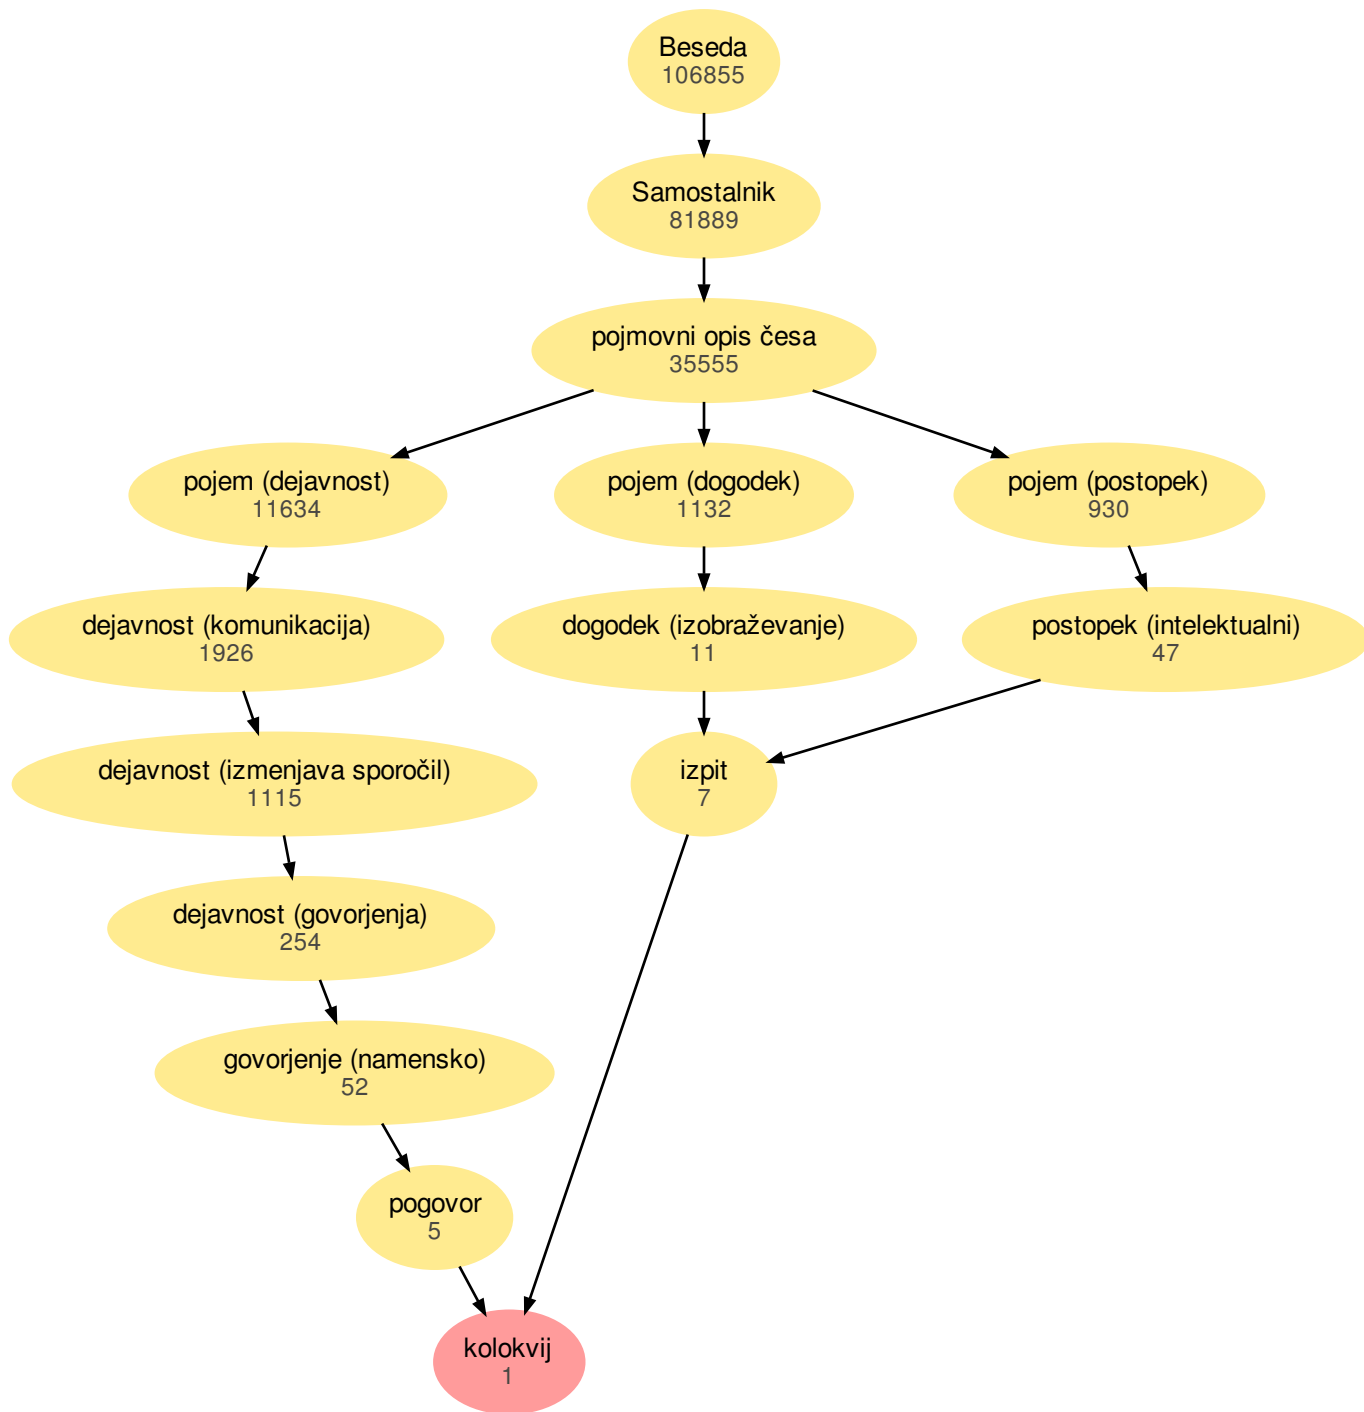 Beseda
106855
Samostalnik
81889
pojmovni opis česa
35555
pojem (dejavnost)
11634
pojem (dogodek)
1132
pojem (postopek)
930
dejavnost (komunikacija)
1926
dogodek (izobraževanje)
11
postopek (intelektualni)
47
dejavnost (izmenjava sporočil)
1115
izpit
7
dejavnost (govorjenja)
254
govorjenje (namensko)
52
pogovor
5
kolokvij
1